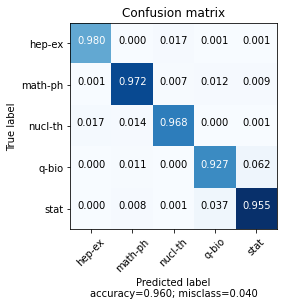 Confusion matrix
True label
hep-ex 0.980 0.000 0.017 0.001 0.001
math-ph 0.001 0.972 0.007 0.012 0.009
nucl-th 0.017 0.014 0.968 0.000 0.001
q-bio 0.000 0.011 0.000 0.927 0.062
stat 0.000 0.008 0.001 0.037 0.955
hep-ex math-ph nucl-th q-bio stat
Predicted label
accuracy=0.960; misclass=0.040